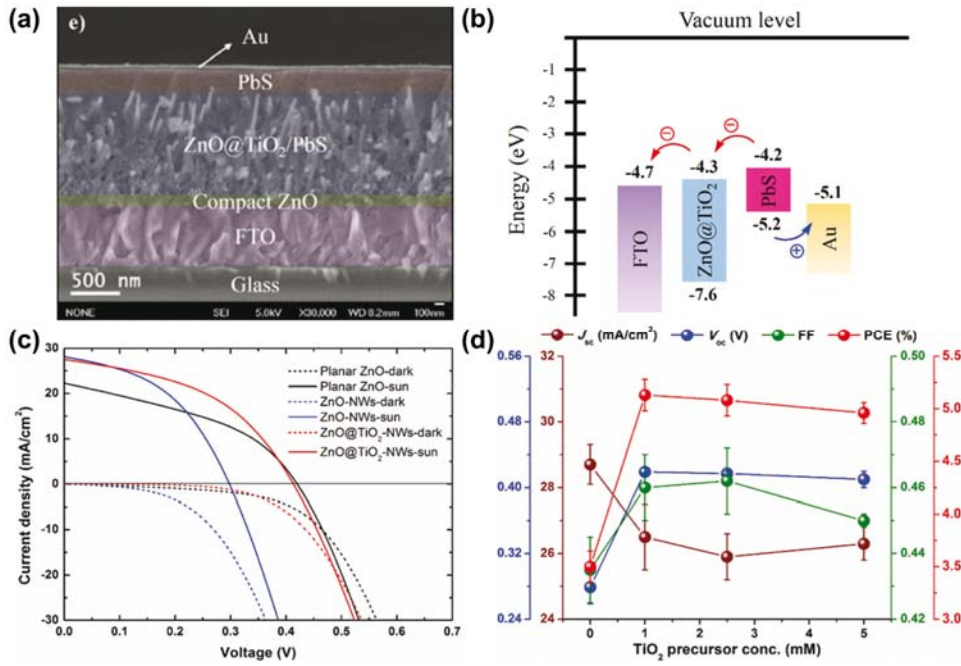 (a)
e)
Au
PbS
ZnO@TiO2/PbS
Compact ZnO
FTO
500 nm
Glass
NONE SEI 5.0kV X30,000 WD 8.2mm 100nm
(b)
Vacuum level
Energy (eV)
-1
-2
-3
-4
-5
-6
-7
-8
-4.7
-4.3
-4.2
-5.1
-5.2
-7.6
FTO
ZnO@TiO2
PbS
Au
(c)
Current density (mA/cm2)
30
20
10
0
-10
-20
-30
0.0 0.1 0.2 0.3 0.4 0.5 0.6 0.7
Voltage (V)
Planar ZnO-dark
Planar ZnO-sun
ZnO-NWs-dark
ZnO-NWs-sun
ZnO@TiO2-NWs-dark
ZnO@TiO2-NWs-sun
(d)
Jsc (mA/cm2) Voc (V) FF PCE (%)
0.56
0.48
0.40
0.32
0.24
32
30
28
26
24
0.50
0.48
0.46
0.44
0.42
5.5
5.0
4.5
4.0
3.5
3.0
0 1 2 3 4 5
TiO2 precursor conc. (mM)